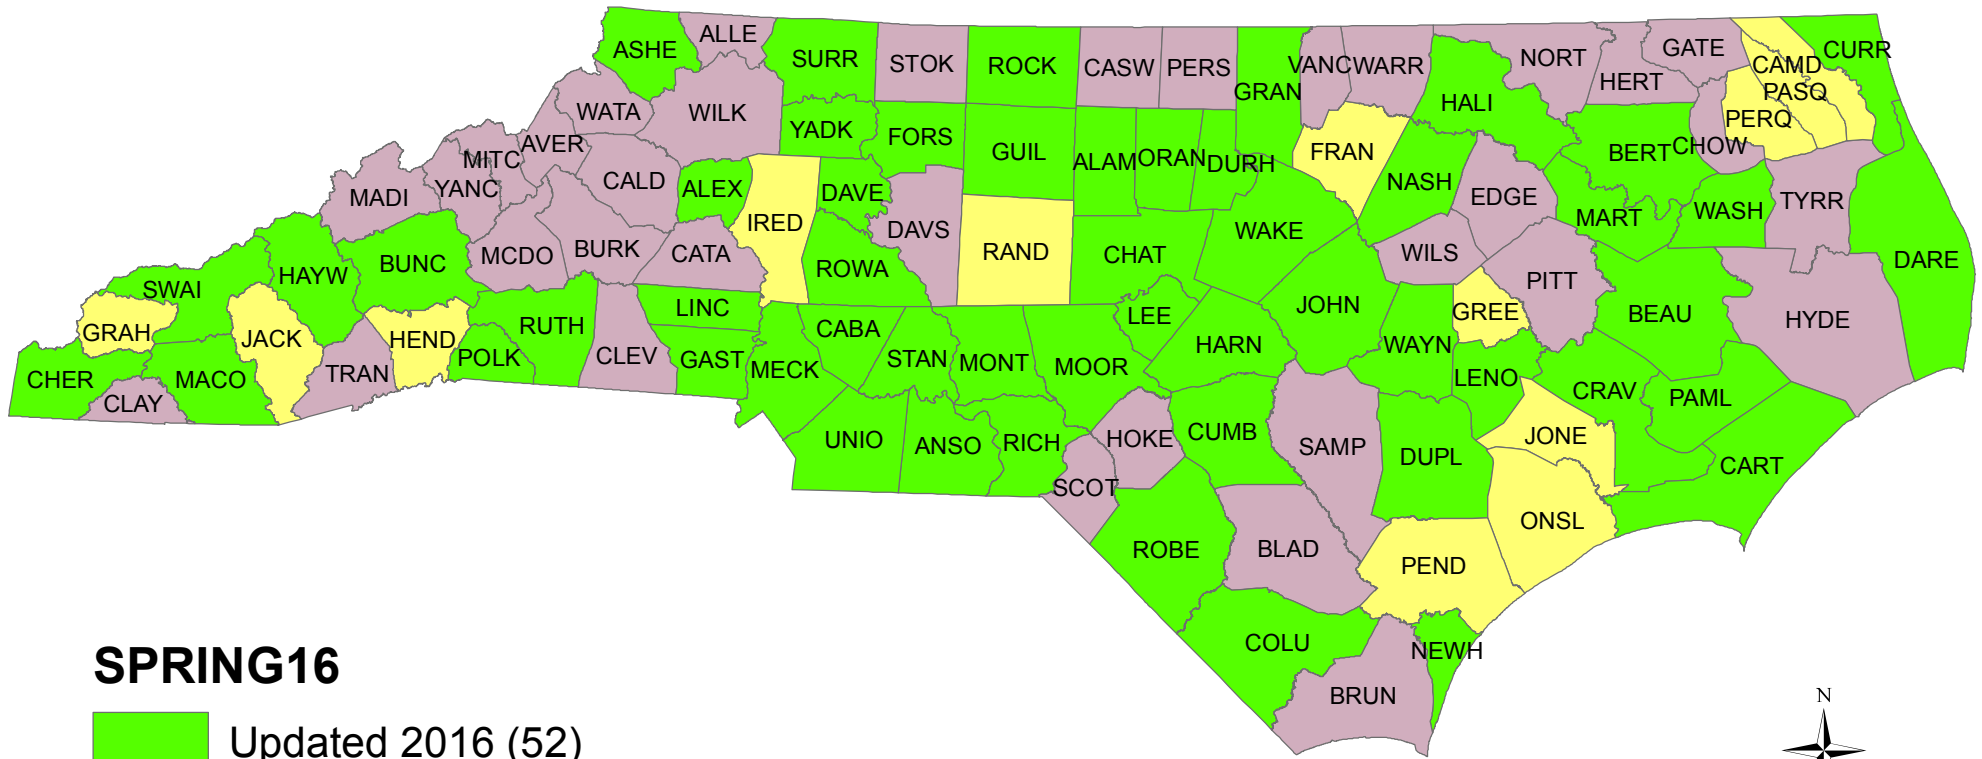 ASHE
ALLE
SURR
STOK
ROCK
CASW
PERS
GRAN
VANC
WARR
HALI
NORT
HERT
GATE
CAMD
CURR
PASQ
PERQ
WATA
WILK
YADK
FORS
GUIL
ALAM
ORAN
DURH
FRAN
NASH
EDGE
BERT
CHOW
MITC
AVER
YANC
MADI
CALD
ALEX
IRED
DAVE
DAVS
RAND
CHAT
WAKE
WILS
MART
WASH
TYRR
DARE
SWAI
HAYW
BUNC
MCDO
BURK
CATA
ROWA
PITT
GRAH
JACK
HEND
RUTH
LINC
CABA
LEE
JOHN
GREE
BEAU
HYDE
CHER
MACO
TRAN
POLK
CLEV
GAST
MECK
STAN
MONT
MOOR
HARN
WAYN
LENO
CRAV
PAML
CLAY
UNIO
ANSO
RICH
HOKE
CUMB
SAMP
DUPL
JONE
CART
SCOT
ROBE
BLAD
PEND
ONSL
COLU
NEWH
BRUN
SPRING16
Updated 2016 (52)
N